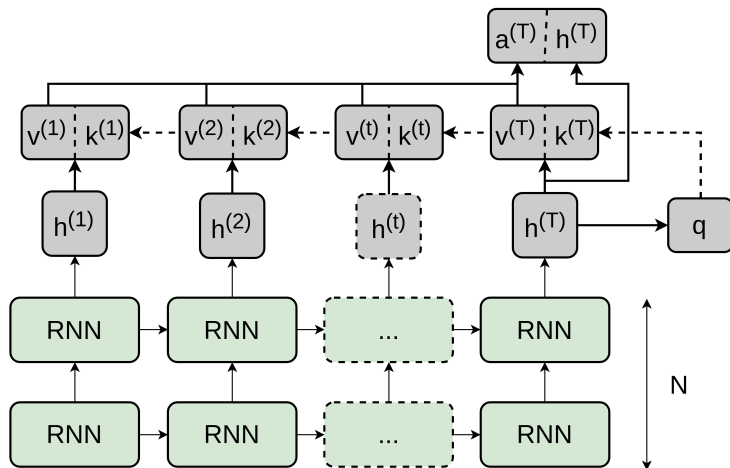 a(T) h(T)
v(1) k(1) v(2) k(2) v(t) k(t) v(T) k(T)
h(1) h(2) h(t) h(T) q
RNN RNN ... RNN
N
RNN RNN ... RNN